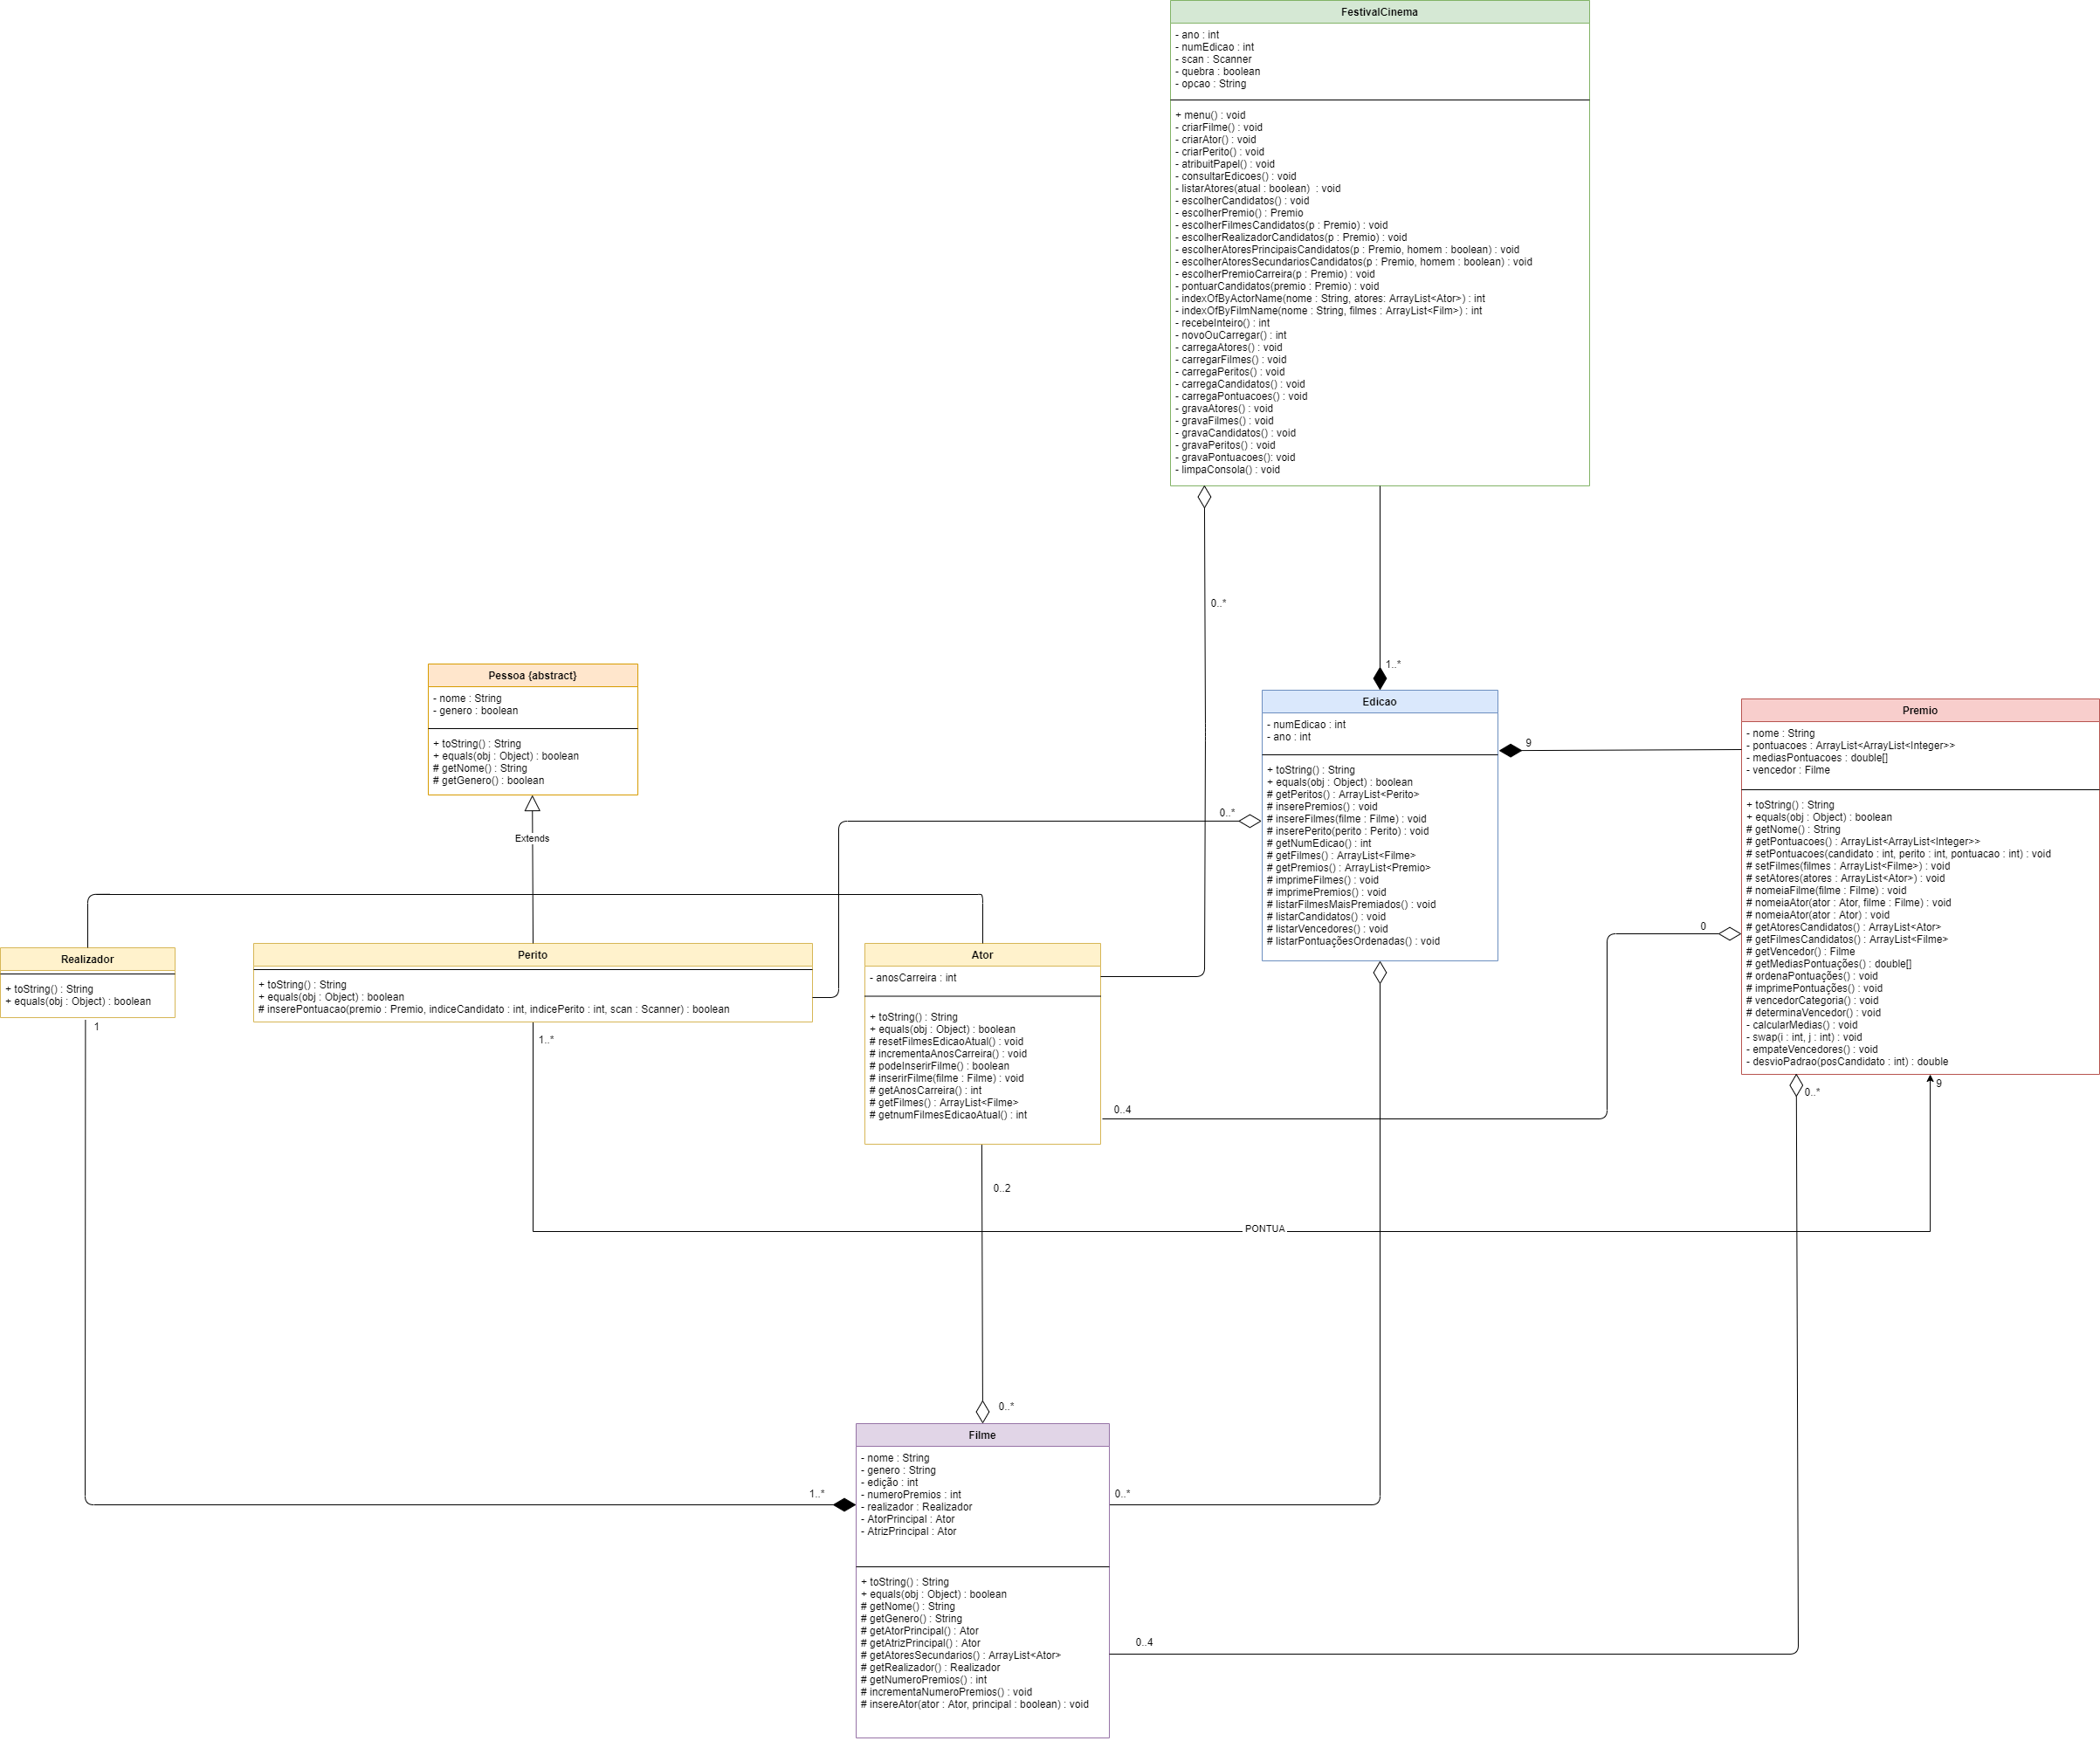 FestivalCinema
- ano : int
- numEdicao : int
- scan : Scanner
- quebra : boolean
- opcao : String
+ menu() : void
- criarFilme() : void
- criarAtor() : void
- criarPerito() : void
- atribuitPapel() : void
- consultarEdicoes() : void
- listarAtores(atual : boolean)  : void
- escolherCandidatos() : void
- escolherPremio() : Premio
- escolherFilmesCandidatos(p : Premio) : void
- escolherRealizadorCandidatos(p : Premio) : void
- escolherAtoresPrincipaisCandidatos(p : Premio, homem : boolean) : void
- escolherAtoresSecundariosCandidatos(p : Premio, homem : boolean) : void
- escolherPremioCarreira(p : Premio) : void
- pontuarCandidatos(premio : Premio) : void
- indexOfByActorName(nome : String, atores: ArrayList<Ator>) : int
- indexOfByFilmName(nome : String, filmes : ArrayList<Film>) : int
- recebeInteiro() : int
- novoOuCarregar() : int
- carregaAtores() : void
- carregarFilmes() : void
- carregaPeritos() : void
- carregaCandidatos() : void
- carregaPontuacoes() : void
- gravaAtores() : void
- gravaFilmes() : void
- gravaCandidatos() : void
- gravaPeritos() : void
- gravaPontuacoes(): void
- limpaConsola() : void
0..*
1..*
Pessoa {abstract}
- nome : String
- genero : boolean
+ toString() : String
+ equals(obj : Object) : boolean
# getNome() : String
# getGenero() : boolean
Extends
Edicao
- numEdicao : int
- ano : int
+ toString() : String
+ equals(obj : Object) : boolean
# getPeritos() : ArrayList<Perito>
# inserePremios() : void
# insereFilmes(filme : Filme) : void
# inserePerito(perito : Perito) : void
# getNumEdicao() : int
# getFilmes() : ArrayList<Filme>
# getPremios() : ArrayList<Premio>
# imprimeFilmes() : void
# imprimePremios() : void
# listarFilmesMaisPremiados() : void
# listarCandidatos() : void
# listarVencedores() : void
# listarPontuaçõesOrdenadas() : void
0..*
9
Premio
- nome : String
- pontuacoes : ArrayList<ArrayList<Integer>>
- mediasPontuacoes : double[]
- vencedor : Filme
+ toString() : String
+ equals(obj : Object) : boolean
# getNome() : String
# getPontuacoes() : ArrayList<ArrayList<Integer>>
# setPontuacoes(candidato : int, perito : int, pontuacao : int) : void
# setFilmes(filmes : ArrayList<Filme>) : void
# setAtores(atores : ArrayList<Ator>) : void
# nomeiaFilme(filme : Filme) : void
# nomeiaAtor(ator : Ator, filme : Filme) : void
# nomeiaAtor(ator : Ator) : void
# getAtoresCandidatos() : ArrayList<Ator>
# getFilmesCandidatos() : ArrayList<Filme>
# getVencedor() : Filme
# getMediasPontuações() : double[]
# ordenaPontuações() : void
# imprimePontuações() : void
# vencedorCategoria() : void
# determinaVencedor() : void
- calcularMedias() : void
- swap(i : int, j : int) : void
- empateVencedores() : void
- desvioPadrao(posCandidato : int) : double
0
9
0..*
Realizador
+ toString() : String
+ equals(obj : Object) : boolean
1
Perito
+ toString() : String
+ equals(obj : Object) : boolean
# inserePontuacao(premio : Premio, indiceCandidato : int, indicePerito : int, scan : Scanner) : boolean
1..*
Ator
- anosCarreira : int
+ toString() : String
+ equals(obj : Object) : boolean
# resetFilmesEdicaoAtual() : void
# incrementaAnosCarreira() : void
# podeInserirFilme() : boolean
# inserirFilme(filme : Filme) : void
# getAnosCarreira() : int
# getFilmes() : ArrayList<Filme>
# getnumFilmesEdicaoAtual() : int
0..4
0..2
PONTUA
0..*
Filme
- nome : String
- genero : String
- edição : int
- numeroPremios : int
- realizador : Realizador
- AtorPrincipal : Ator
- AtrizPrincipal : Ator
+ toString() : String
+ equals(obj : Object) : boolean
# getNome() : String
# getGenero() : String
# getAtorPrincipal() : Ator
# getAtrizPrincipal() : Ator
# getAtoresSecundarios() : ArrayList<Ator>
# getRealizador() : Realizador
# getNumeroPremios() : int
# incrementaNumeroPremios() : void
# insereAtor(ator : Ator, principal : boolean) : void
1..*
0..*
0..4